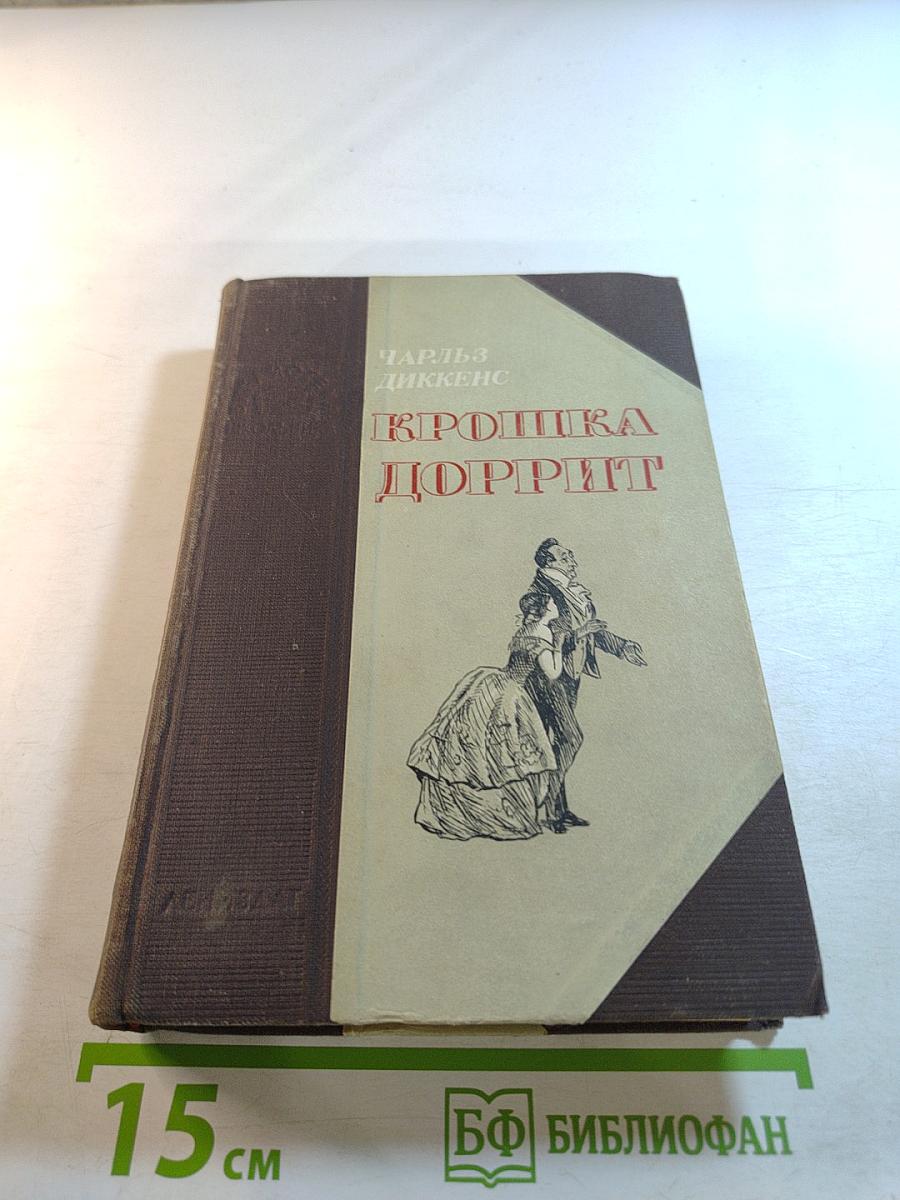 ЧАРЛЬЗ
ДИККЕНС
КРОШКА
ДОРРИТ
15 см
БФ БИБЛИОФАН